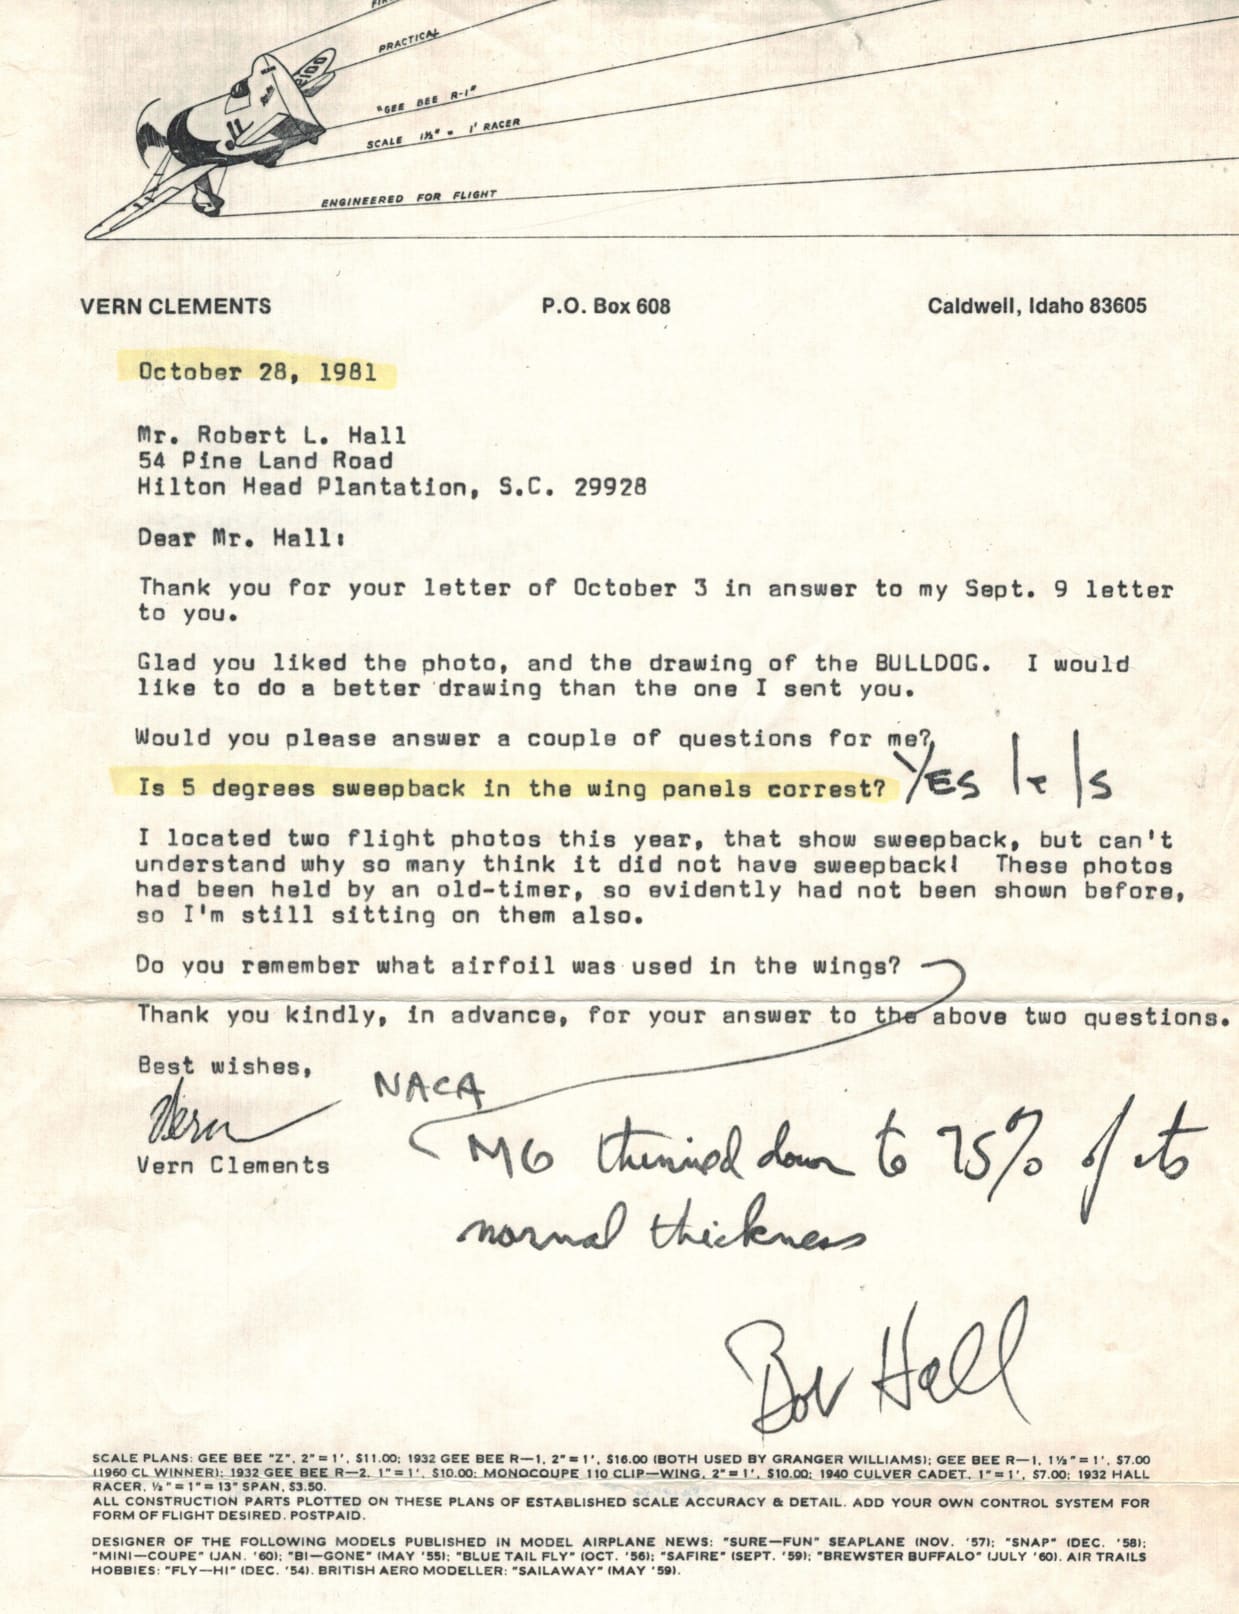 PRACTICAL
"GEE BEE R-1"
SCALE 1½" = 1' RACER
ENGINEERED FOR FLIGHT
VERN CLEMENTS P.O. Box 608 Caldwell, Idaho 83605
October 28, 1981
Mr. Robert L. Hall
54 Pine Land Road
Hilton Head Plantation, S.C. 29928
Dear Mr. Hall:
Thank you for your letter of October 3 in answer to my Sept. 9 letter
to you.
Glad you liked the photo, and the drawing of the BULLDOG. I would
like to do a better drawing than the one I sent you.
Would you please answer a couple of questions for me?
Is 5 degrees sweepback in the wing panels correst? YES It Is
I located two flight photos this year, that show sweepback, but can't
understand why so many think it did not have sweepback! These photos
had been held by an old-timer, so evidently had not been shown before,
so I'm still sitting on them also.
Do you remember what airfoil was used in the wings?
Thank you kindly, in advance, for your answer to the above two questions.
Best wishes,
NACA
Vern
M6 thinned down to 75% of its
Vern Clements
normal thickness
Bob Hall
SCALE PLANS: GEE BEE "Z", 2" = 1', $11.00; 1932 GEE BEE R—1, 2" = 1', $16.00 (BOTH USED BY GRANGER WILLIAMS); GEE BEE R—1, 1½" = 1', $7.00
(1960 CL WINNER); 1932 GEE BEE R—2, 1" = 1', $10.00; MONOCOUPE 110 CLIP—WING, 2" = 1', $10.00; 1940 CULVER CADET, 1" = 1', $7.00; 1932 HALL
RACER, ½" = 1" = 13" SPAN, $3.50.
ALL CONSTRUCTION PARTS PLOTTED ON THESE PLANS OF ESTABLISHED SCALE ACCURACY & DETAIL. ADD YOUR OWN CONTROL SYSTEM FOR
FORM OF FLIGHT DESIRED. POSTPAID.
DESIGNER OF THE FOLLOWING MODELS PUBLISHED IN MODEL AIRPLANE NEWS: "SURE—FUN" SEAPLANE (NOV. '57); "SNAP" (DEC. '58);
"MINI—COUPE" (JAN. '60); "BI—GONE" (MAY '55); "BLUE TAIL FLY" (OCT. '56); "SAFIRE" (SEPT. '59); "BREWSTER BUFFALO" (JULY '60). AIR TRAILS
HOBBIES: "FLY—HI" (DEC. '54). BRITISH AERO MODELLER: "SAILAWAY" (MAY '59).